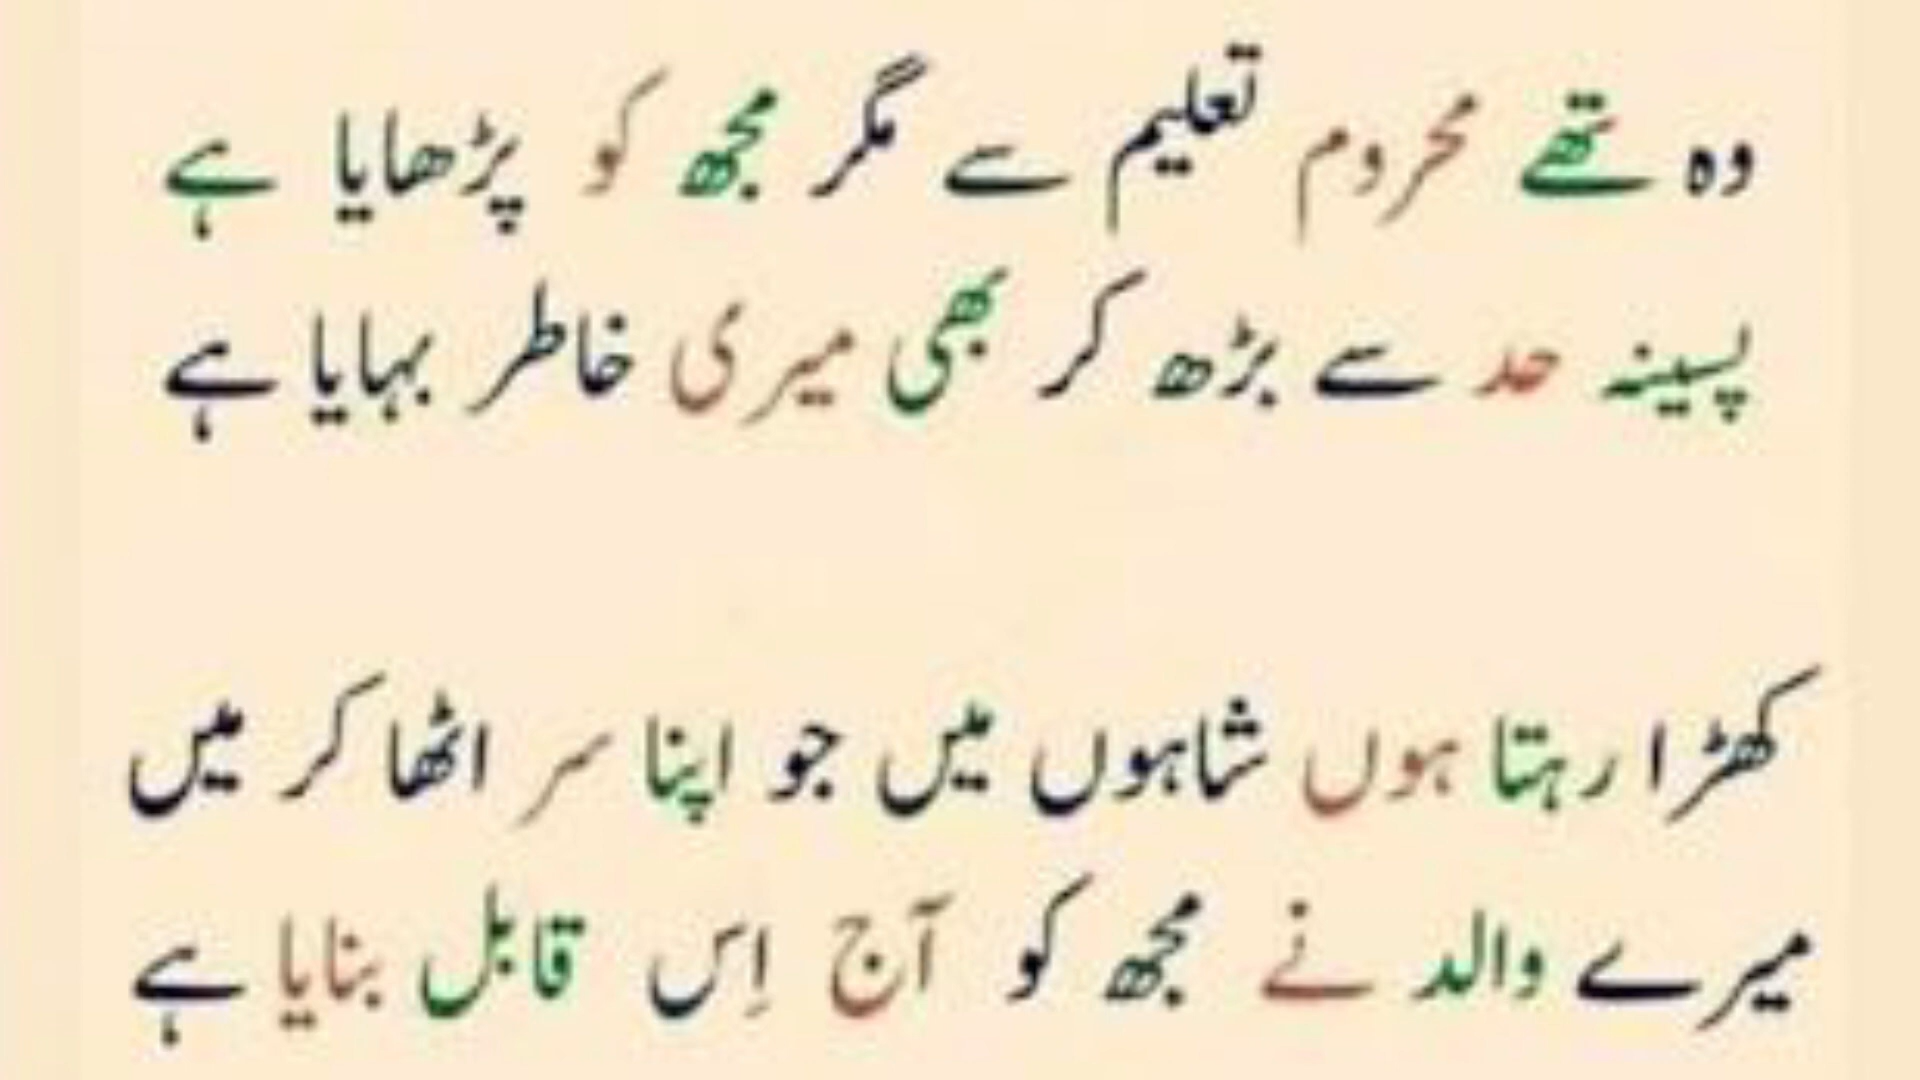 وہ تھے محروم تعلیم سے مگر مجھ کو پڑھایا ہے
پسینہ حد سے بڑھ کر بھی میری خاطر بہایا ہے
کھڑا رہتا ہوں شاہوں میں جو اپنا سر اٹھا کر میں
میرے والد نے مجھ کو آج اِس قابل بنایا ہے